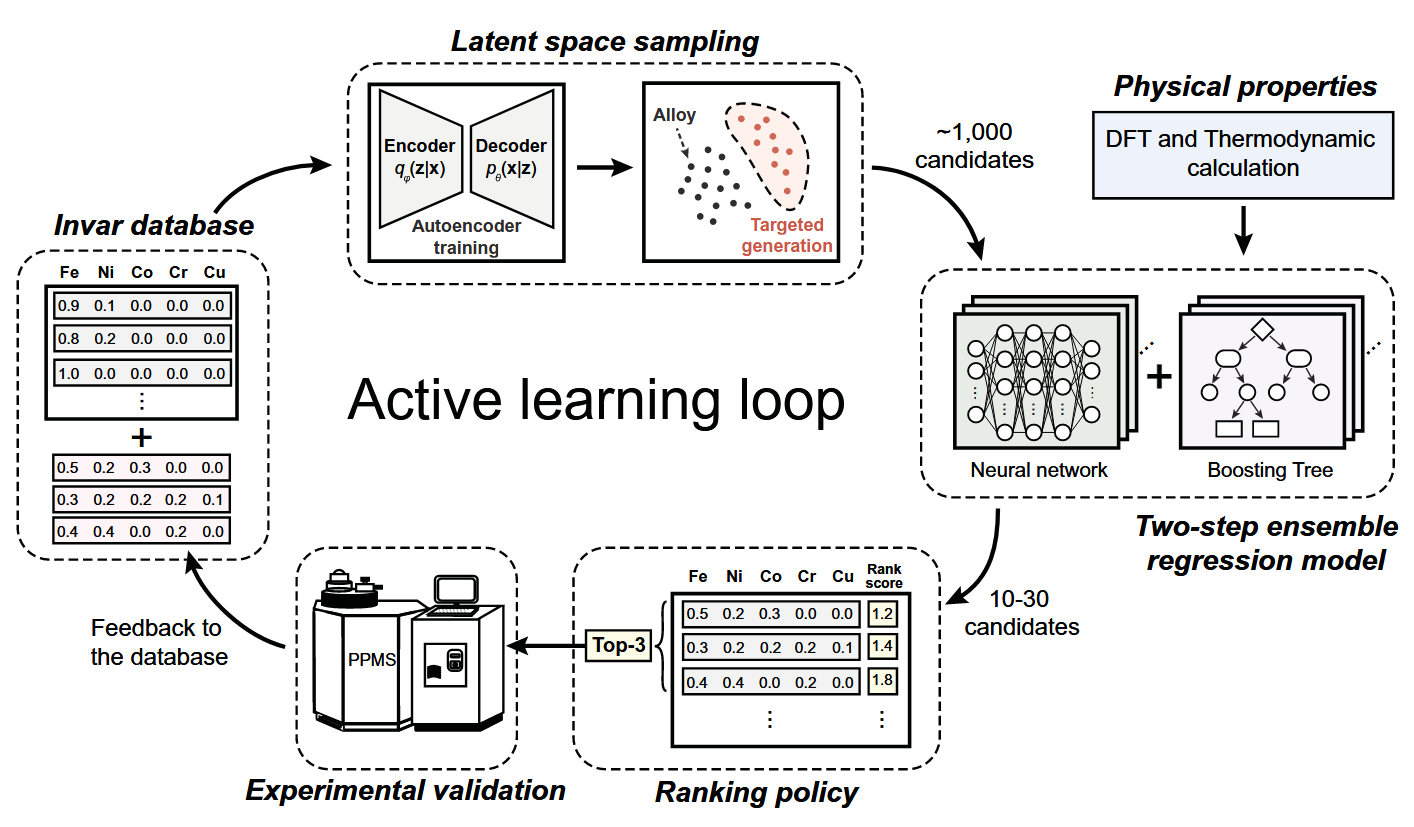 Latent space sampling
Encoder
qφ(z|x)
Decoder
pθ(x|z)
Autoencoder
training
Alloy
Targeted
generation
~1,000
candidates
Physical properties
DFT and Thermodynamic
calculation
Invar database
Fe Ni Co Cr Cu
0.9 0.1 0.0 0.0 0.0
0.8 0.2 0.0 0.0 0.0
1.0 0.0 0.0 0.0 0.0
⋮
+
0.5 0.2 0.3 0.0 0.0
0.3 0.2 0.2 0.2 0.1
0.4 0.4 0.0 0.2 0.0
Active learning loop
+
Neural network
Boosting Tree
Two-step ensemble
regression model
10-30
candidates
Fe Ni Co Cr Cu Rank
score
0.5 0.2 0.3 0.0 0.0 1.2
0.3 0.2 0.2 0.2 0.1 1.4
0.4 0.4 0.0 0.2 0.0 1.8
⋮ ⋮
Top-3
Ranking policy
PPMS
Experimental validation
Feedback to
the database